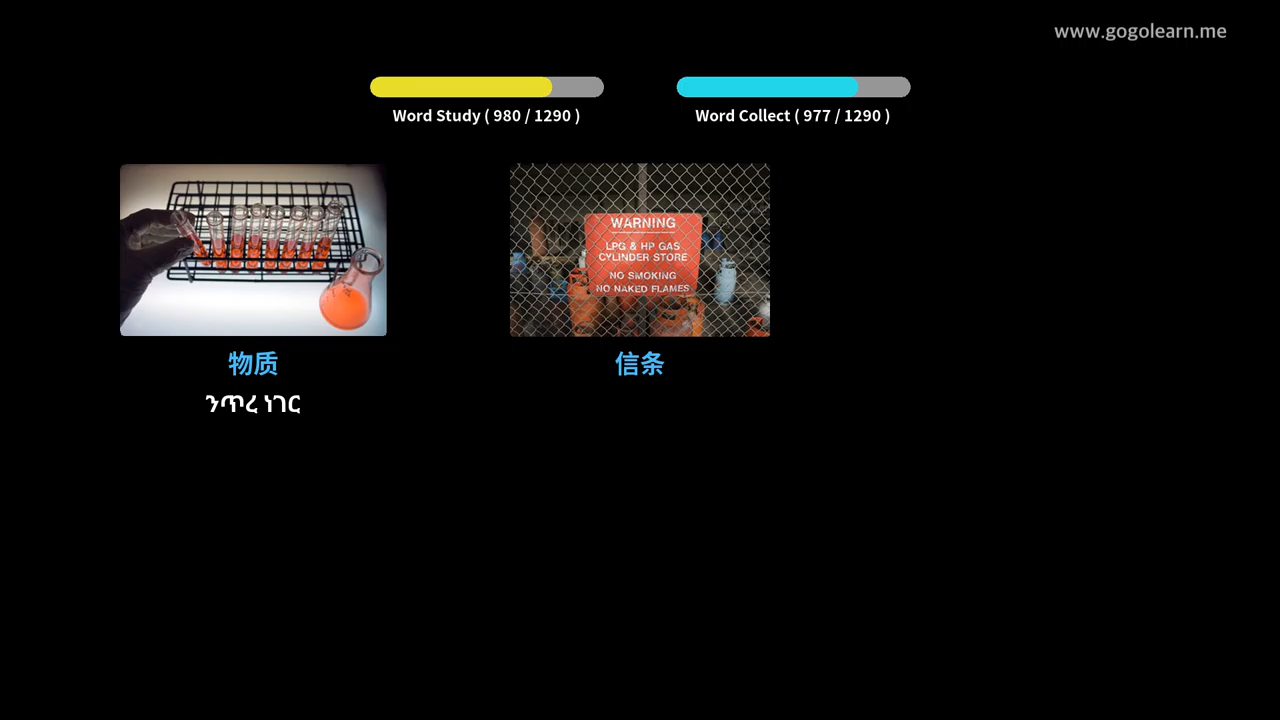 www.gogolearn.me
Word Study ( 980 / 1290 )
Word Collect ( 977 / 1290 )
WARNING
LPG & HP GAS
CYLINDER STORE
NO SMOKING
NO NAKED FLAMES
物质
信条
ንጥረ ነገር